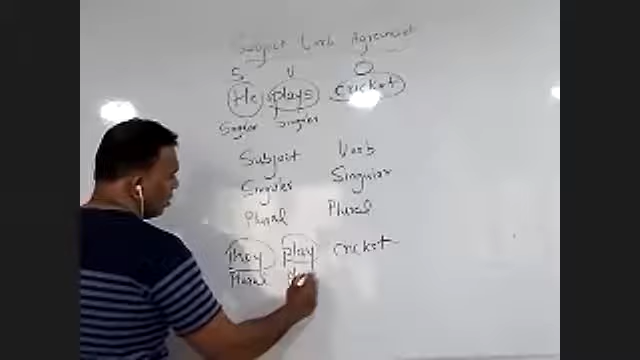 Subject Verb Agreement
S V O
He plays cricket
Singular Singular
Subject Verb
Singular Singular
Plural Plural
They play cricket
Plural